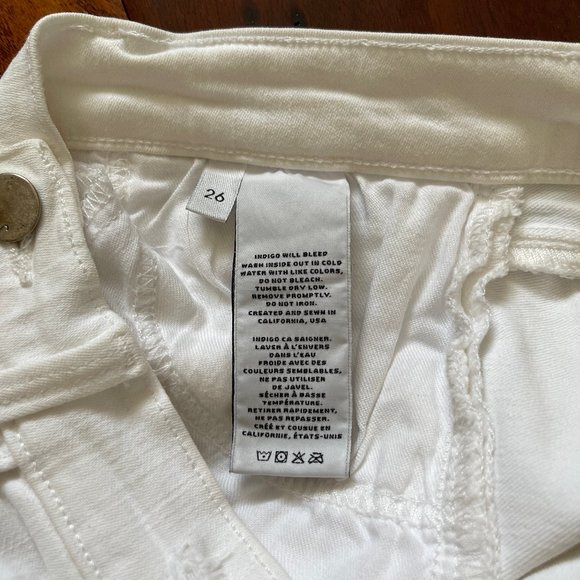 26
INDIGO WILL BLEED
WASH INSIDE OUT IN COLD
WATER WITH LIKE COLORS,
DO NOT BLEACH.
TUMBLE DRY LOW.
REMOVE PROMPTLY.
DO NOT IRON.
CREATED AND SEWN IN
CALIFORNIA, USA
INDIGO CA SAIGNER.
LAVER À L'ENVERS
DANS L'EAU
FROIDE AVEC DES
COULEURS SEMBLABLES,
NE PAS UTILISER
DE JAVEL.
SÉCHER À BASSE
TEMPÉRATURE.
RETIRER RAPIDEMENT,
NE PAS REPASSER.
CRÉÉ ET COUSUE EN
CALIFORNIE, ÉTATS-UNIS